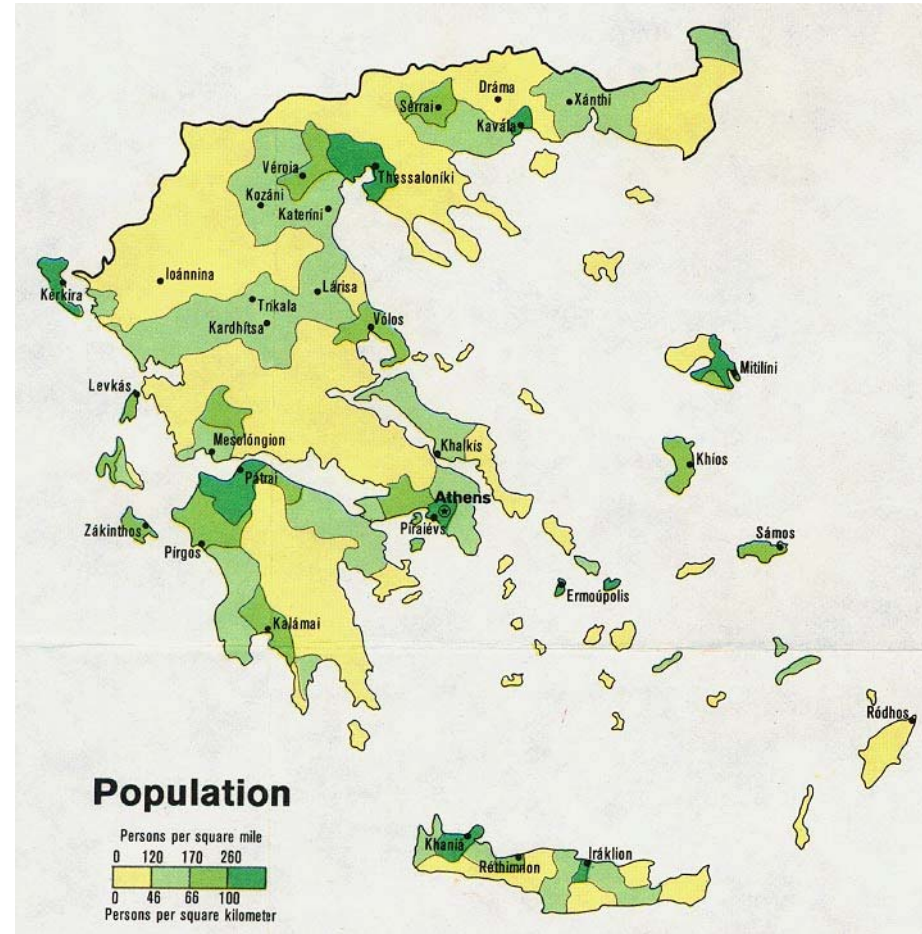 Dráma
Xánthi
Sérrai
Kavála
Véroia
Thessaloníki
Kozáni
Kateríni
Ioánnina
Kérkira
Lárisa
Tríkala
Kardhítsa
Vólos
Mitilíni
Levkás
Mesolóngion
Khalkís
Khíos
Pátrai
Athens
Zákinthos
Piraiévs
Sámos
Pírgos
Ermoúpolis
Kalámai
Ródhos
Population
Persons per square mile
0 120 170 260
0 46 66 100
Persons per square kilometer
Khaniá
Réthimnon
Iráklion